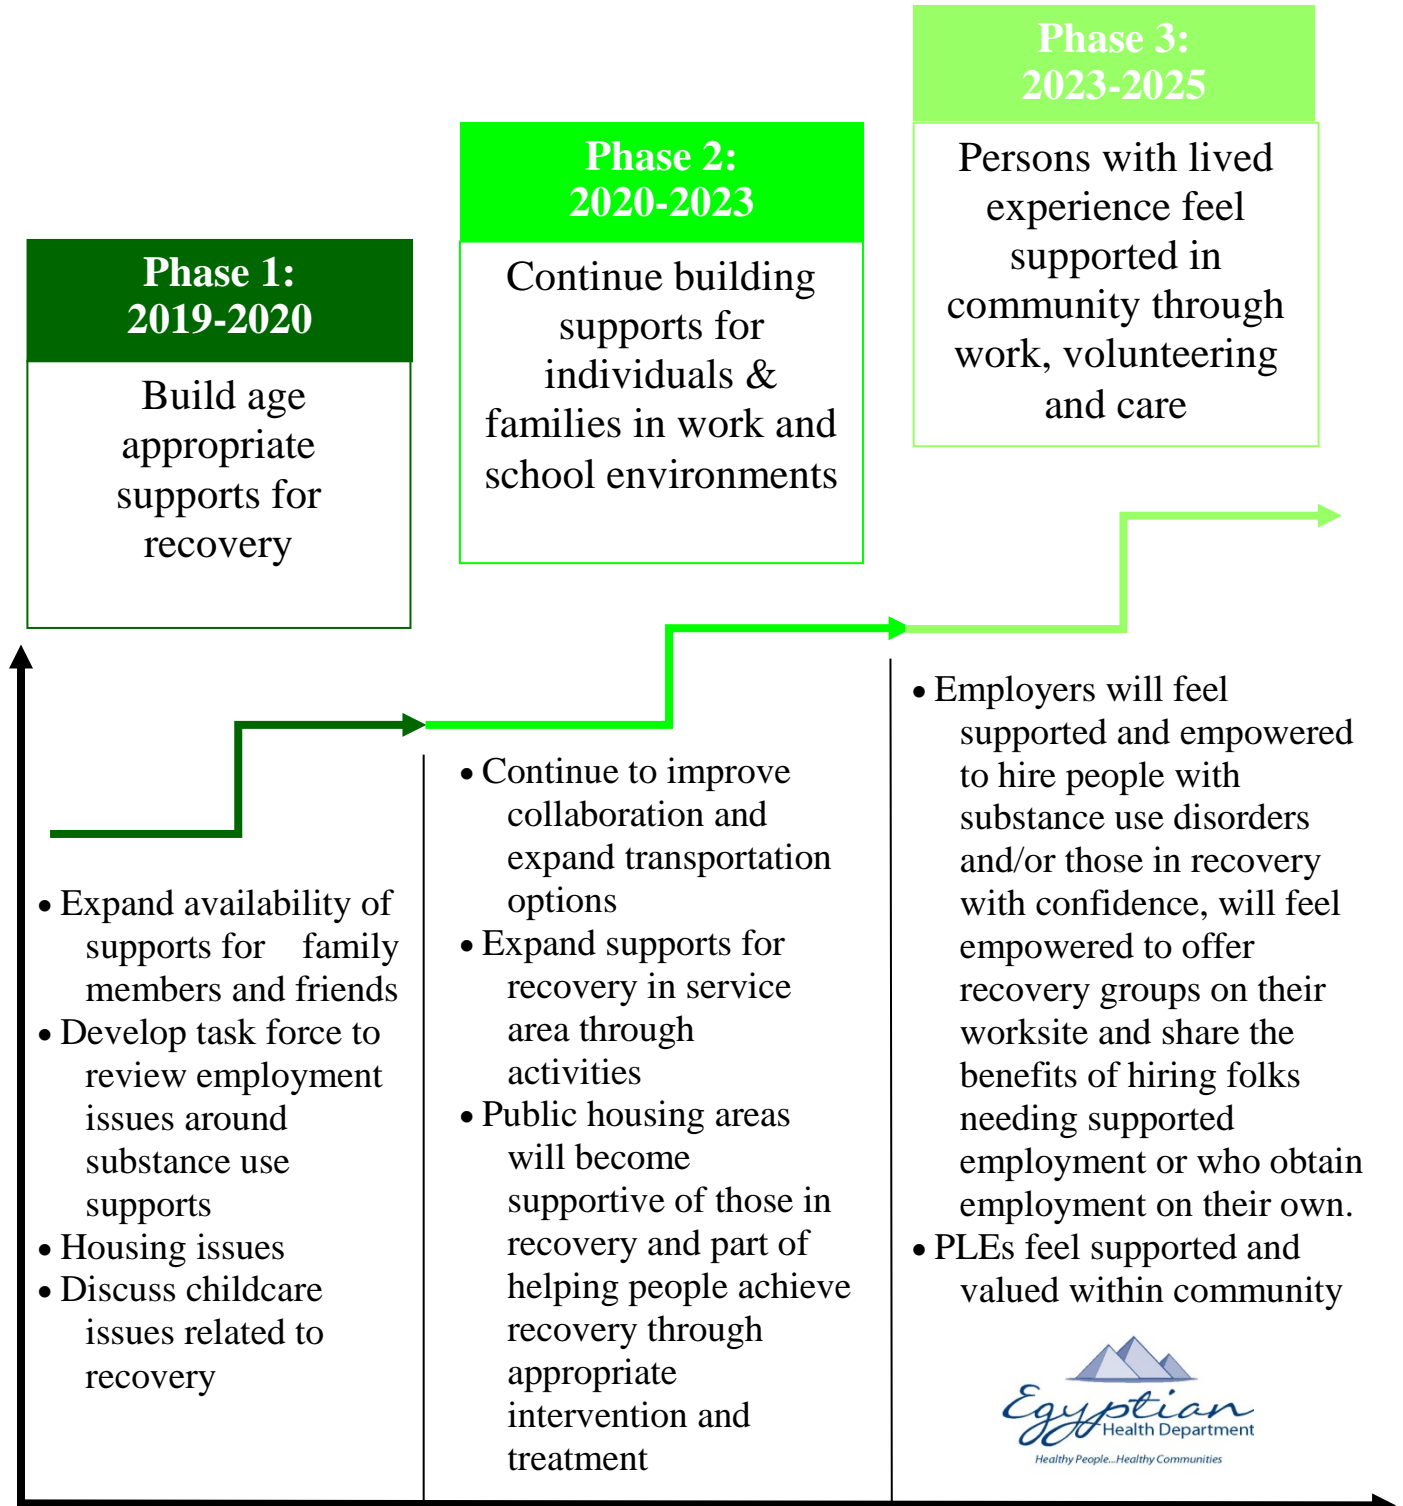 Phase 1:
2019-2020
Build age
appropriate
supports for
recovery
• Expand availability of
supports for family
members and friends
• Develop task force to
review employment
issues around
substance use
supports
• Housing issues
• Discuss childcare
issues related to
recovery
Phase 2:
2020-2023
Continue building
supports for
individuals &
families in work and
school environments
• Continue to improve
collaboration and
expand transportation
options
• Expand supports for
recovery in service
area through
activities
• Public housing areas
will become
supportive of those in
recovery and part of
helping people achieve
recovery through
appropriate
intervention and
treatment
Phase 3:
2023-2025
Persons with lived
experience feel
supported in
community through
work, volunteering
and care
• Employers will feel
supported and empowered
to hire people with
substance use disorders
and/or those in recovery
with confidence, will feel
empowered to offer
recovery groups on their
worksite and share the
benefits of hiring folks
needing supported
employment or who obtain
employment on their own.
• PLEs feel supported and
valued within community
Egyptian
Health Department
Healthy People...Healthy Communities